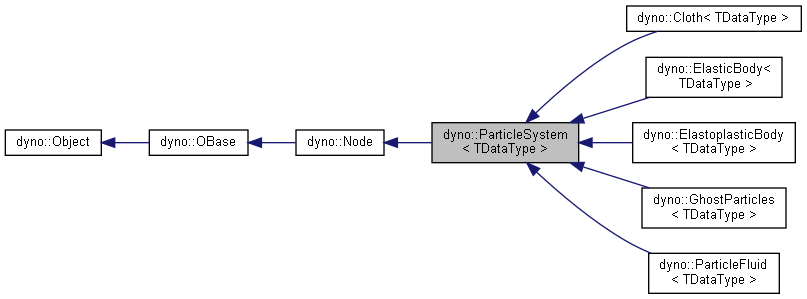 dyno::Cloth< TDataType >
dyno::ElasticBody<
TDataType >
dyno::Object
dyno::OBase
dyno::Node
dyno::ParticleSystem
< TDataType >
dyno::ElastoplasticBody
< TDataType >
dyno::GhostParticles
< TDataType >
dyno::ParticleFluid
< TDataType >